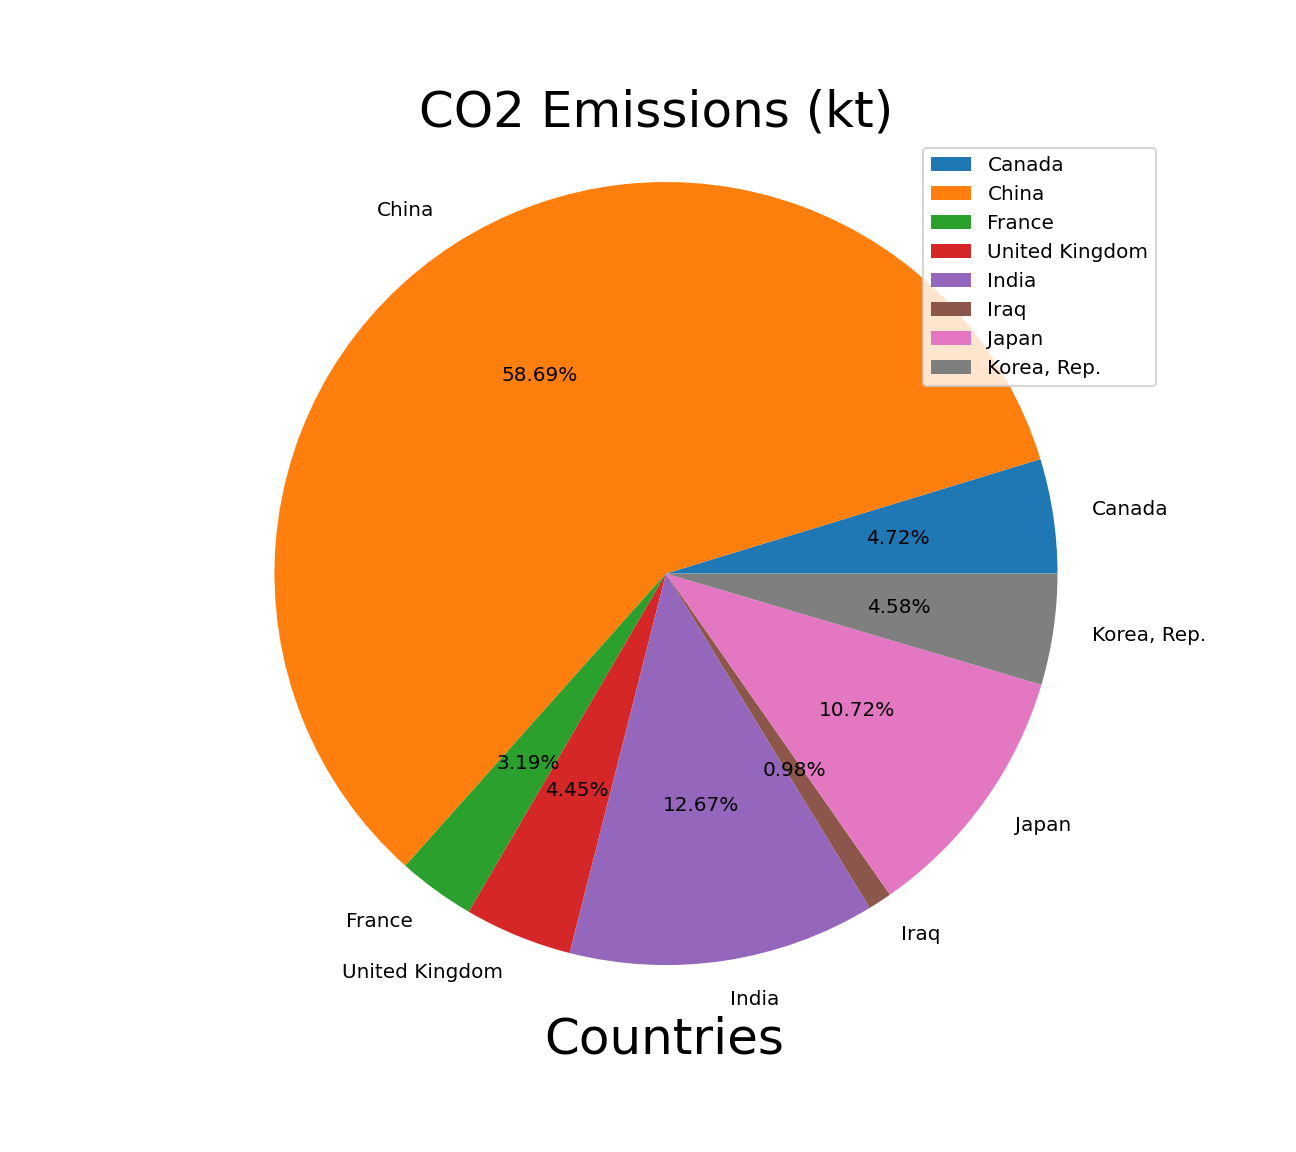 CO2 Emissions (kt)
Canada
China
France
United Kingdom
India
Iraq
Japan
Korea, Rep.
China
58.69%
Canada
4.72%
4.58%
Korea, Rep.
10.72%
3.19%
0.98%
4.45%
12.67%
Japan
France
Iraq
United Kingdom
India
Countries